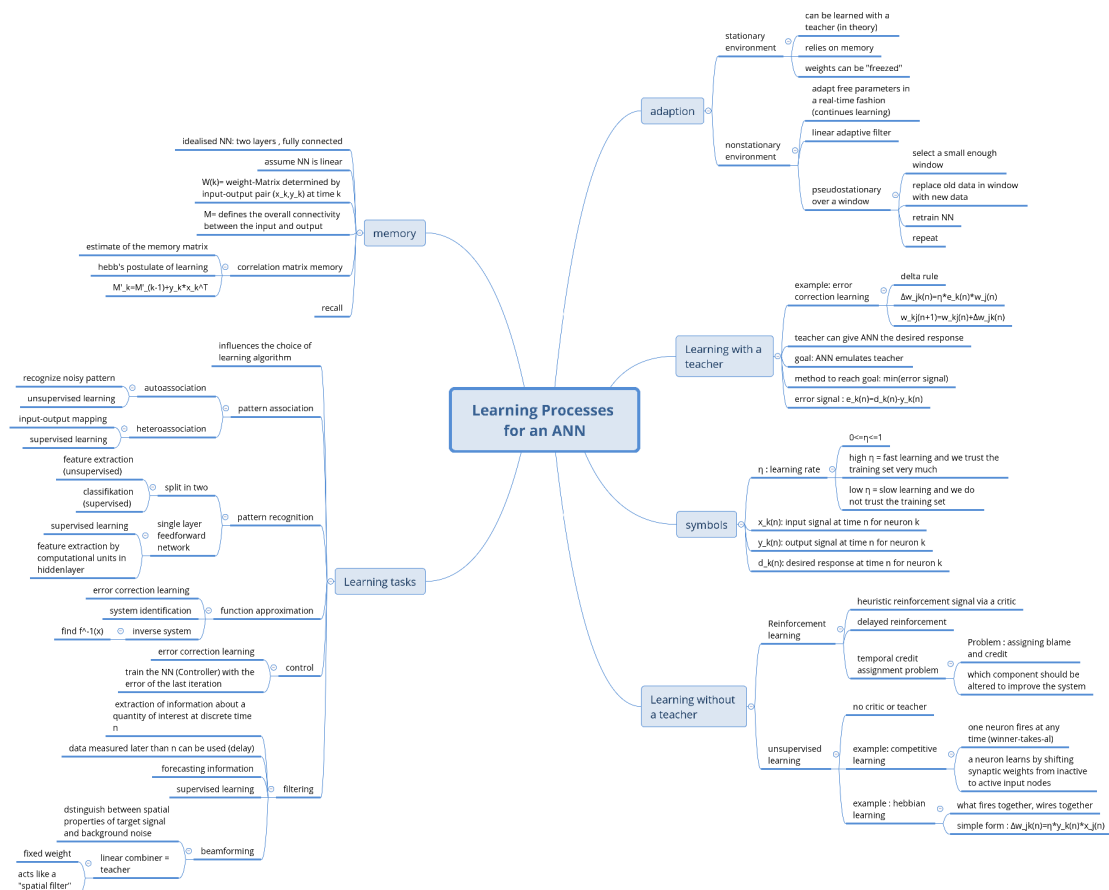 Learning Processes
for an ANN
adaption
stationary
environment
can be learned with a
teacher (in theory)
relies on memory
weights can be "freezed"
nonstationary
environment
adapt free parameters in
a real-time fashion
(continues learning)
linear adaptive filter
pseudostationary
over a window
select a small enough
window
replace old data in window
with new data
retrain NN
repeat
Learning with a
teacher
example: error
correction learning
delta rule
Δw_jk(n)=η*e_k(n)*w_j(n)
w_kj(n+1)=w_kj(n)+Δw_jk(n)
teacher can give ANN the desired response
goal: ANN emulates teacher
method to reach goal: min(error signal)
error signal : e_k(n)=d_k(n)-y_k(n)
symbols
η : learning rate
0<=η<=1
high η = fast learning and we trust the
training set very much
low η = slow learning and we do
not trust the training set
x_k(n): input signal at time n for neuron k
y_k(n): output signal at time n for neuron k
d_k(n): desired response at time n for neuron k
Learning without
a teacher
Reinforcement
learning
heuristic reinforcement signal via a critic
delayed reinforcement
temporal credit
assignment problem
Problem : assigning blame
and credit
which component should be
altered to improve the system
unsupervised
learning
no critic or teacher
example: competitive
learning
one neuron fires at any
time (winner-takes-al)
a neuron learns by shifting
synaptic weights from inactive
to active input nodes
example : hebbian
learning
what fires together, wires together
simple form : Δw_jk(n)=η*y_k(n)*x_j(n)
memory
idealised NN: two layers , fully connected
assume NN is linear
W(k)= weight-Matrix determined by
input-output pair (x_k,y_k) at time k
M= defines the overall connectivity
between the input and output
correlation matrix memory
estimate of the memory matrix
hebb's postulate of learning
M'_k=M'_(k-1)+y_k*x_k^T
recall
Learning tasks
influences the choice of
learning algorithm
pattern association
autoassociation
recognize noisy pattern
unsupervised learning
heteroassociation
input-output mapping
supervised learning
pattern recognition
split in two
feature extraction
(unsupervised)
classifikation
(supervised)
single layer
feedforward
network
supervised learning
feature extraction by
computational units in
hiddenlayer
function approximation
error correction learning
system identification
inverse system
find f^-1(x)
control
error correction learning
train the NN (Controller) with the
error of the last iteration
filtering
extraction of information about a
quantity of interest at discrete time
n
data measured later than n can be used (delay)
forecasting information
supervised learning
beamforming
dstinguish between spatial
properties of target signal
and background noise
linear combiner =
teacher
fixed weight
acts like a
"spatial filter"